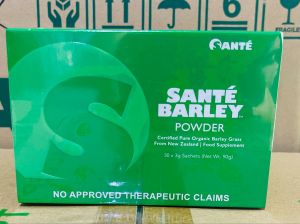 SANTÉ
SANTÉ
BARLEY™
POWDER
Certified Pure Organic Barley Grass
From New Zealand | Food Supplement
30 x 3g Sachets (Net Wt. 90g)
NO APPROVED THERAPEUTIC CLAIMS